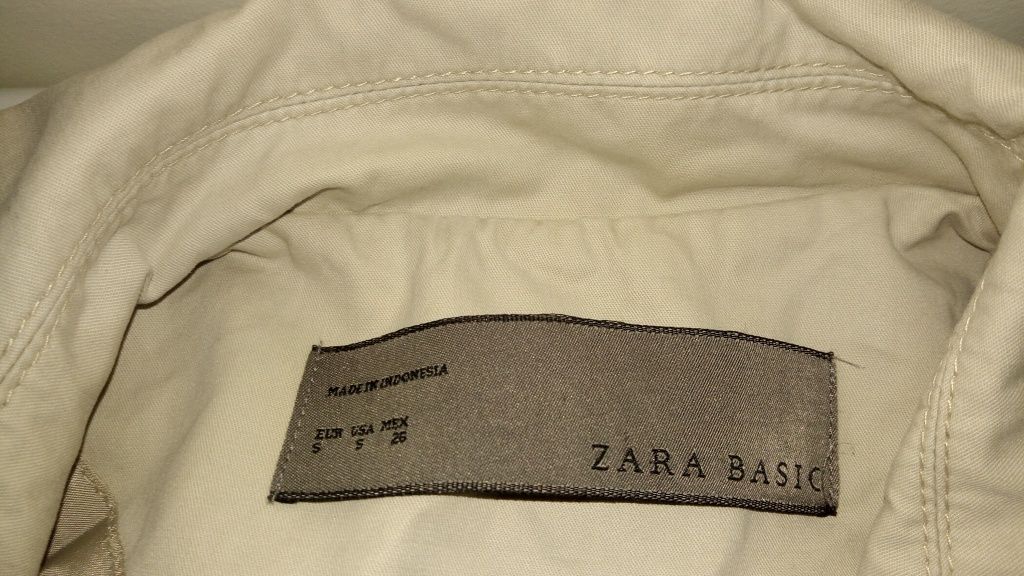 MADE IN INDONESIA
EUR USA MEX
S S 26
ZARA BASIC